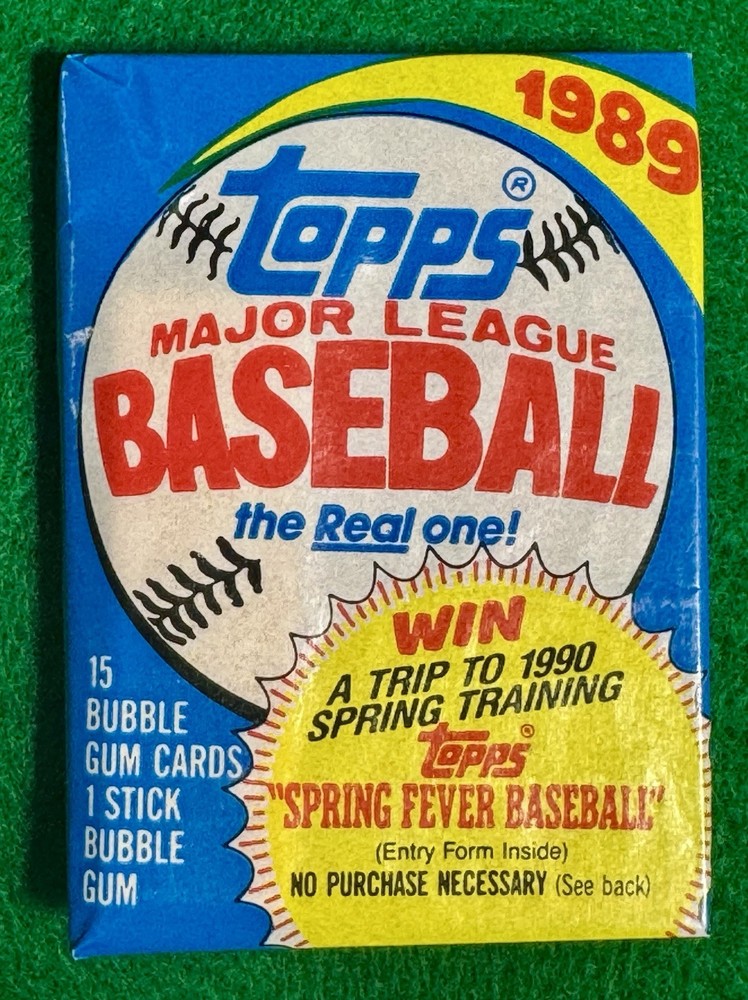 1989
Topps®
MAJOR LEAGUE
BASEBALL
the Real one!
WIN
A TRIP TO 1990
SPRING TRAINING
Topps®
"SPRING FEVER BASEBALL"
(Entry Form Inside)
NO PURCHASE NECESSARY (See back)
15
BUBBLE
GUM CARDS
1 STICK
BUBBLE
GUM